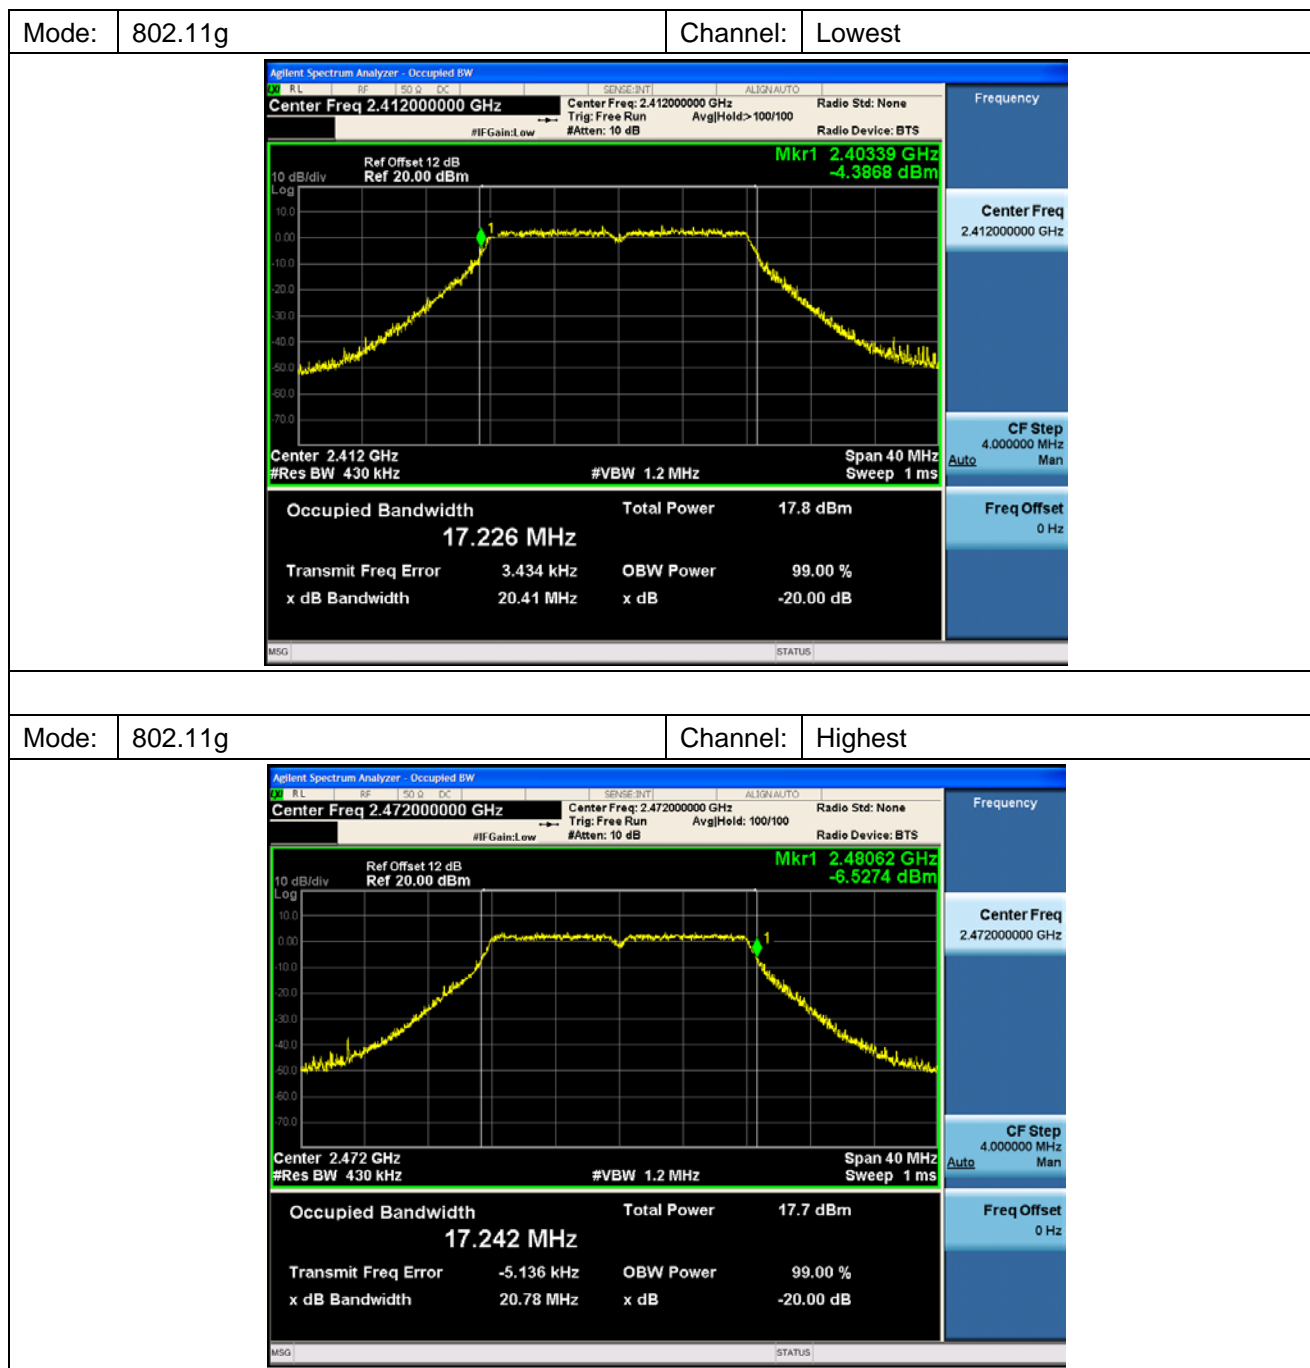 Mode: 802.11g Channel: Lowest
Agilent Spectrum Analyzer - Occupied BW
RL RF 50 Ω DC SENSE:INT ALIGNAUTO
Center Freq 2.412000000 GHz
Center Freq: 2.412000000 GHz Radio Std: None
Trig: Free Run Avg|Hold:>100/100
#IFGain:Low #Atten: 10 dB Radio Device: BTS
Frequency
Mkr1 2.40339 GHz
-4.3868 dBm
Ref Offset 12 dB
10 dB/div Ref 20.00 dBm
Log
10.0
0.00
-10.0
-20.0
-30.0
-40.0
-50.0
-60.0
-70.0
1
Center 2.412 GHz Span 40 MHz
#Res BW 430 kHz #VBW 1.2 MHz Sweep 1 ms
Center Freq
2.412000000 GHz
CF Step
4.000000 MHz
Auto Man
Freq Offset
0 Hz
Occupied Bandwidth Total Power 17.8 dBm
17.226 MHz
Transmit Freq Error 3.434 kHz OBW Power 99.00 %
x dB Bandwidth 20.41 MHz x dB -20.00 dB
MSG STATUS
Mode: 802.11g Channel: Highest
Agilent Spectrum Analyzer - Occupied BW
RL RF 50 Ω DC SENSE:INT ALIGNAUTO
Center Freq 2.472000000 GHz
Center Freq: 2.472000000 GHz Radio Std: None
Trig: Free Run Avg|Hold: 100/100
#IFGain:Low #Atten: 10 dB Radio Device: BTS
Frequency
Mkr1 2.48062 GHz
-6.5274 dBm
Ref Offset 12 dB
10 dB/div Ref 20.00 dBm
Log
10.0
0.00
-10.0
-20.0
-30.0
-40.0
-50.0
-60.0
-70.0
1
Center 2.472 GHz Span 40 MHz
#Res BW 430 kHz #VBW 1.2 MHz Sweep 1 ms
Center Freq
2.472000000 GHz
CF Step
4.000000 MHz
Auto Man
Freq Offset
0 Hz
Occupied Bandwidth Total Power 17.7 dBm
17.242 MHz
Transmit Freq Error -5.136 kHz OBW Power 99.00 %
x dB Bandwidth 20.78 MHz x dB -20.00 dB
MSG STATUS